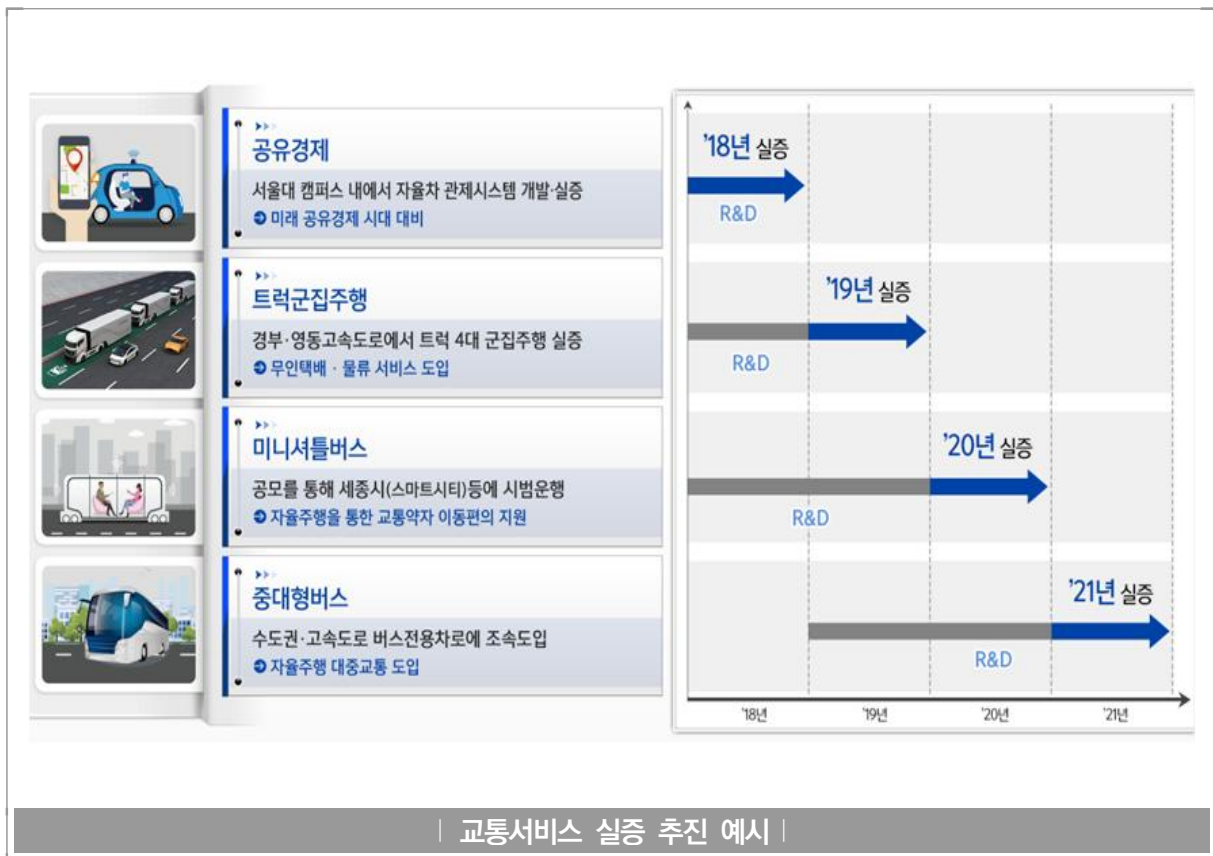 공유경제
서울대 캠퍼스 내에서 자율차 관제시스템 개발·실증
미래 공유경제 시대 대비
트럭군집주행
경부·영동고속도로에서 트럭 4대 군집주행 실증
무인택배 · 물류 서비스 도입
미니셔틀버스
공모를 통해 세종시(스마트시티)등에 시범운행
자율주행을 통한 교통약자 이동편의 지원
중대형버스
수도권·고속도로 버스전용차로에 조속도입
자율주행 대중교통 도입
'18년 실증
R&D
'19년 실증
R&D
'20년 실증
R&D
'21년 실증
R&D
'18년 '19년 '20년 '21년
교통서비스 실증 추진 예시